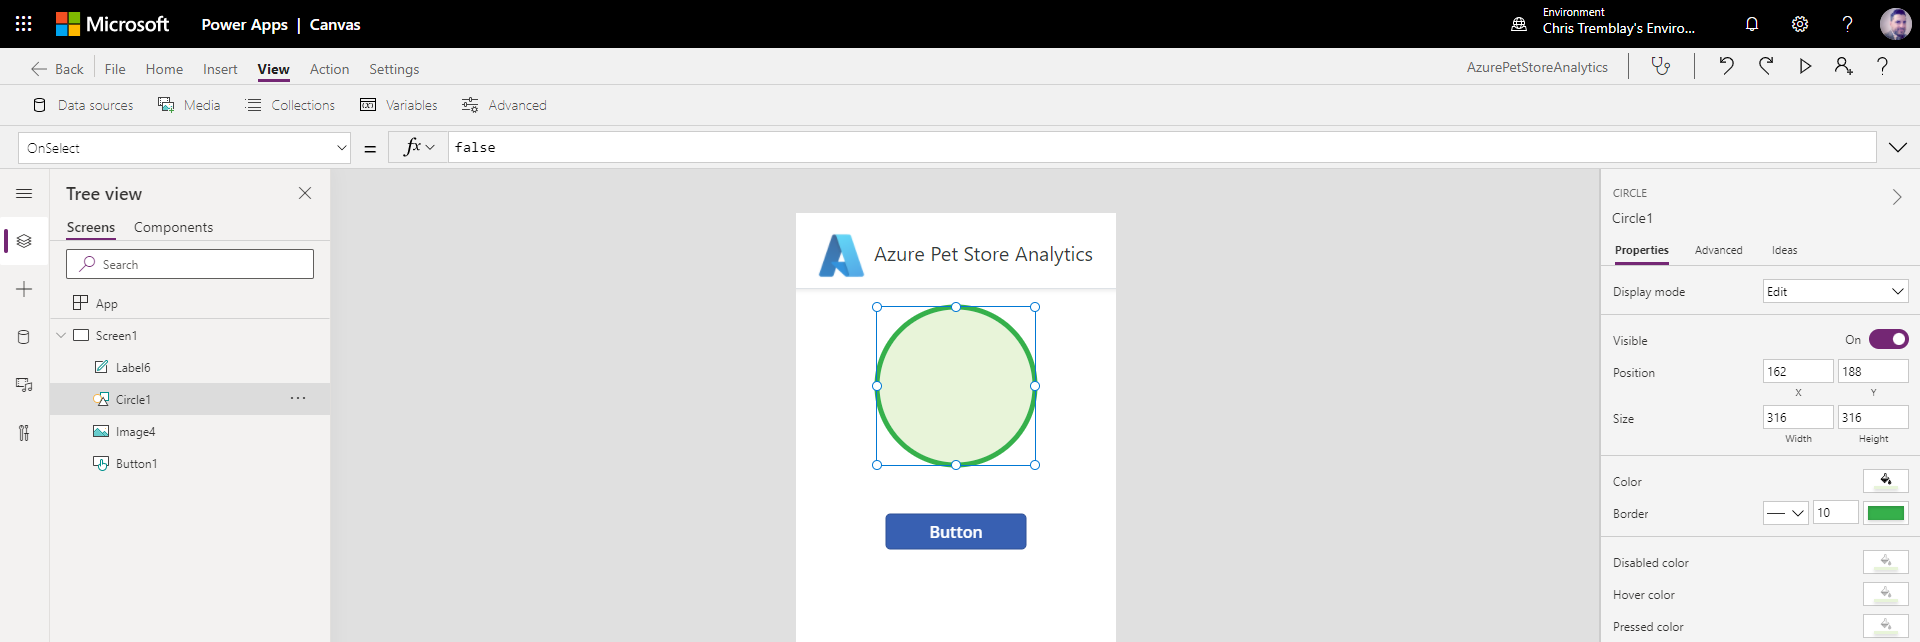 Microsoft Power Apps | Canvas
Environment
Chris Tremblay's Enviro...
?
Back File Home Insert View Action Settings
AzurePetStoreAnalytics
?
Data sources Media Collections Variables Advanced
OnSelect = fx false
Tree view
Screens Components
Search
App
Screen1
Label6
Circle1 ...
Image4
Button1
Azure Pet Store Analytics
Button
CIRCLE
Circle1
Properties Advanced Ideas
Display mode Edit
Visible On
Position 162 188
X Y
Size 316 316
Width Height
Color
Border 10
Disabled color
Hover color
Pressed color